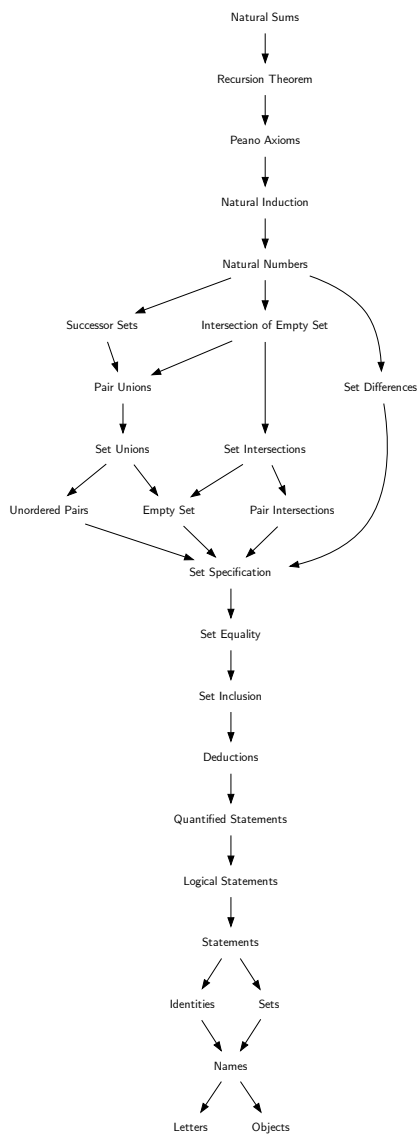 Natural Sums
Recursion Theorem
Peano Axioms
Natural Induction
Natural Numbers
Successor Sets
Intersection of Empty Set
Pair Unions
Set Differences
Set Unions
Set Intersections
Unordered Pairs
Empty Set
Pair Intersections
Set Specification
Set Equality
Set Inclusion
Deductions
Quantified Statements
Logical Statements
Statements
Identities
Sets
Names
Letters
Objects